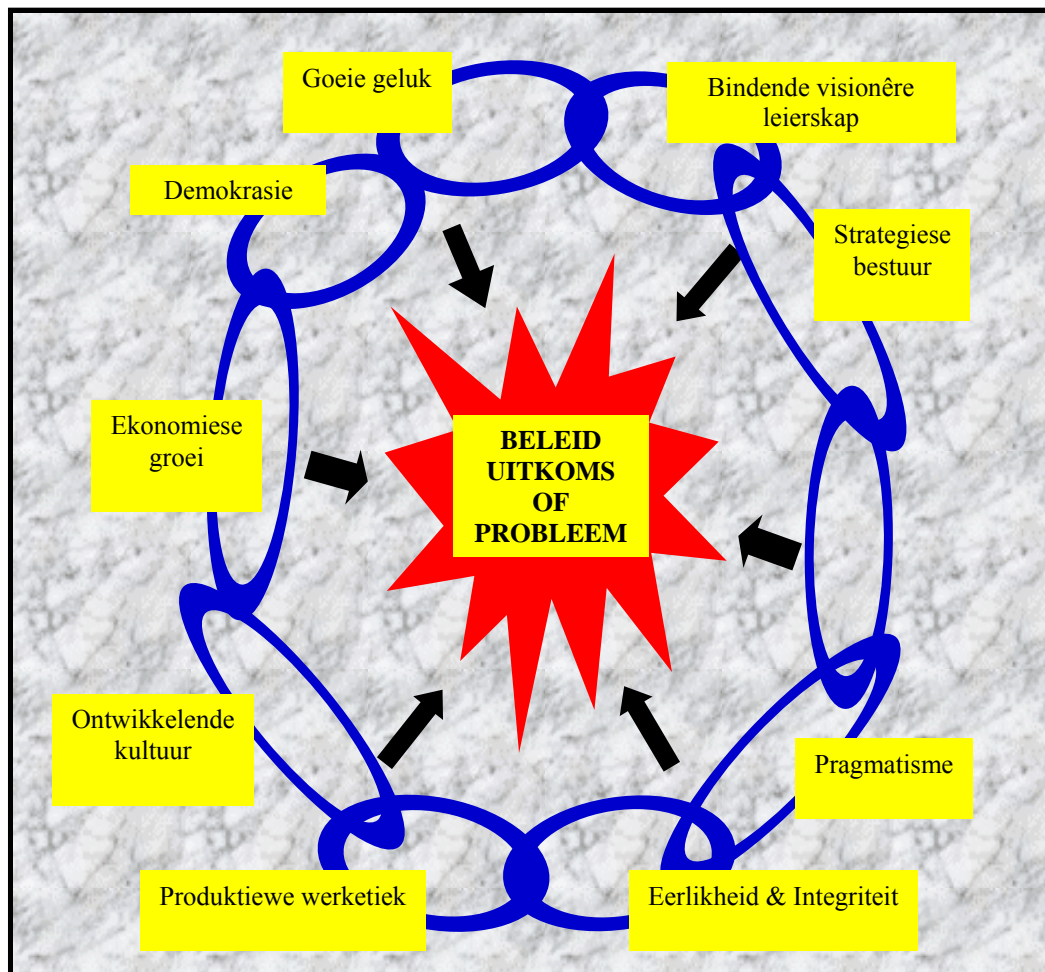 Goeie geluk
Bindende visionêre
leierskap
Demokrasie
Strategiese
bestuur
Ekonomiese
groei
BELEID
UITKOMS
OF
PROBLEEM
Ontwikkelende
kultuur
Pragmatisme
Produktiewe werketiek
Eerlikheid & Integriteit